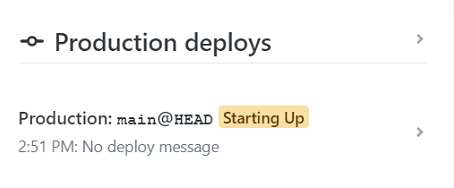 Production deploys
Production: main@HEAD Starting Up
2:51 PM: No deploy message